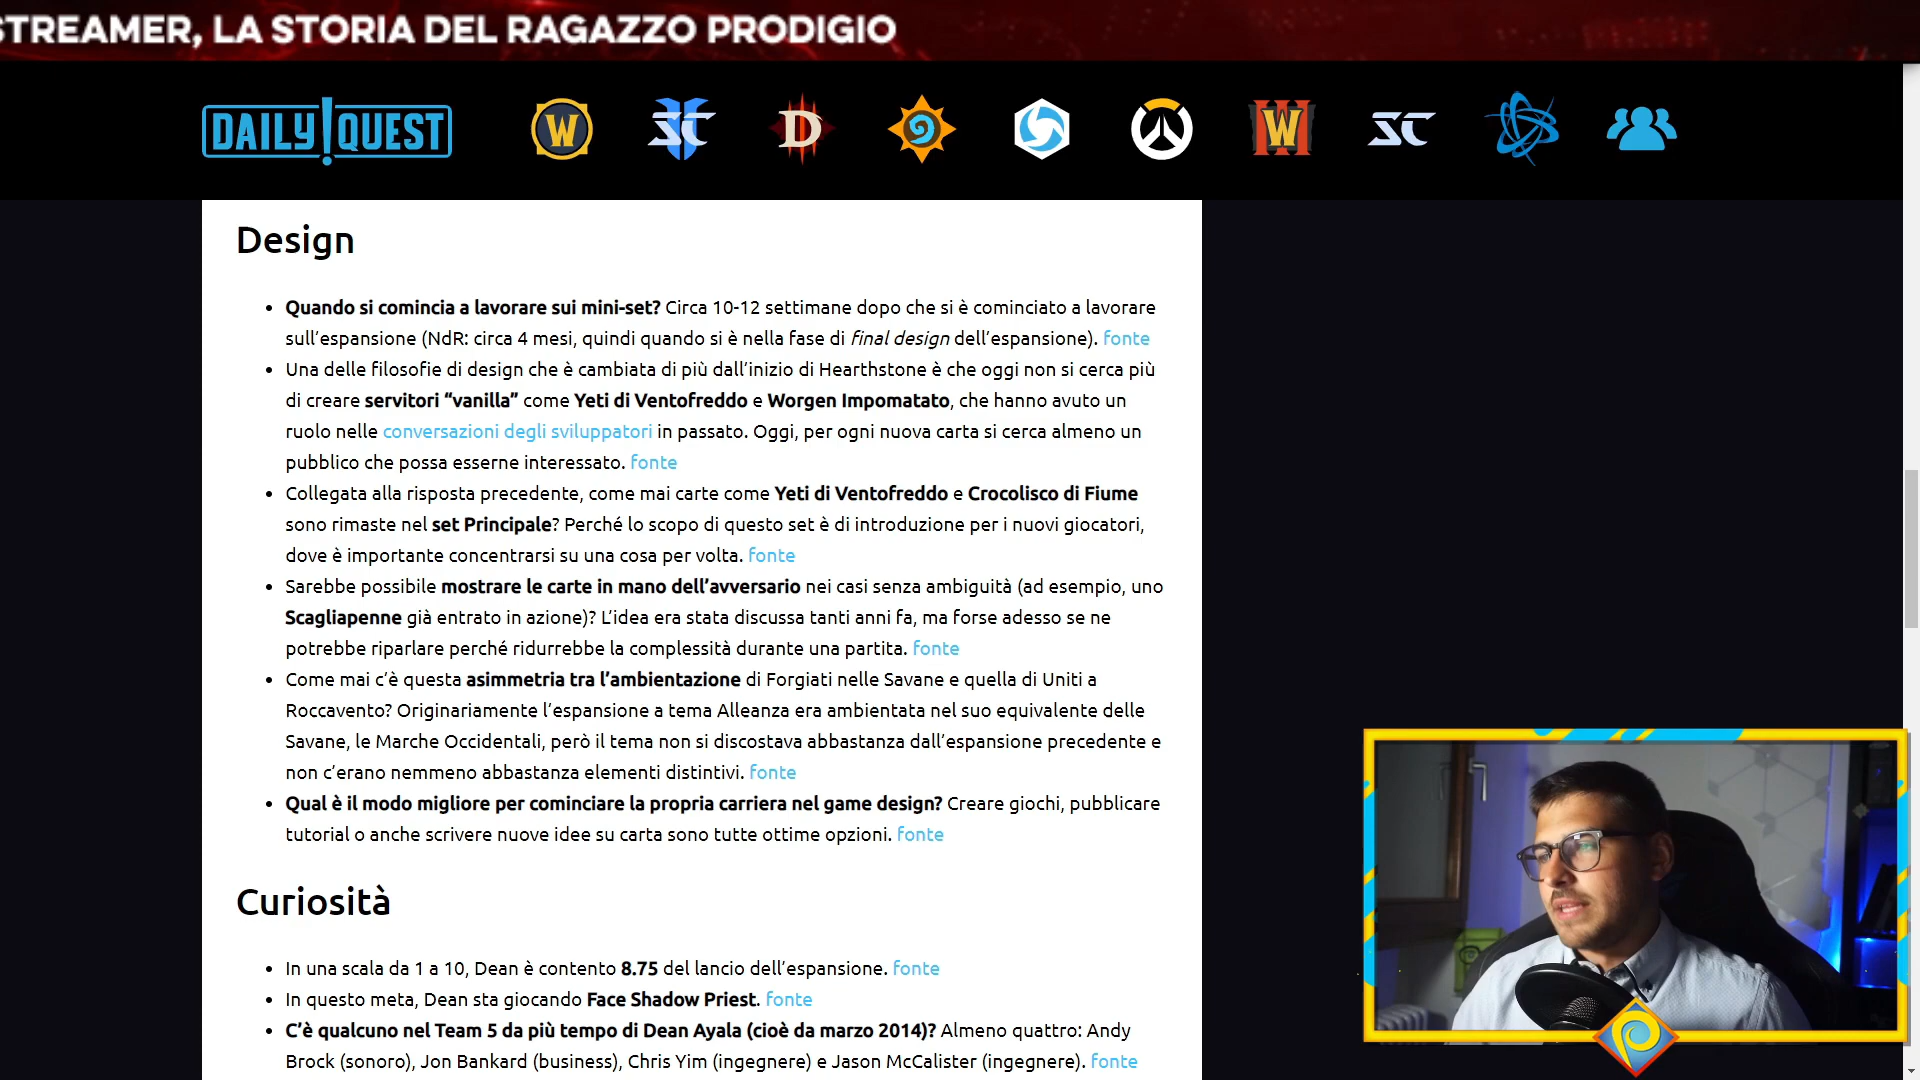 STREAMER, LA STORIA DEL RAGAZZO PRODIGIO
DAILY ! QUEST
Design
Quando si comincia a lavorare sui mini-set? Circa 10-12 settimane dopo che si è cominciato a lavorare
sull’espansione (NdR: circa 4 mesi, quindi quando si è nella fase di final design dell’espansione). fonte
Una delle filosofie di design che è cambiata di più dall’inizio di Hearthstone è che oggi non si cerca più
di creare servitori “vanilla” come Yeti di Ventofreddo e Worgen Impomatato, che hanno avuto un
ruolo nelle conversazioni degli sviluppatori in passato. Oggi, per ogni nuova carta si cerca almeno un
pubblico che possa esserne interessato. fonte
Collegata alla risposta precedente, come mai carte come Yeti di Ventofreddo e Crocolisco di Fiume
sono rimaste nel set Principale? Perché lo scopo di questo set è di introduzione per i nuovi giocatori,
dove è importante concentrarsi su una cosa per volta. fonte
Sarebbe possibile mostrare le carte in mano dell’avversario nei casi senza ambiguità (ad esempio, uno
Scagliapenne già entrato in azione)? L’idea era stata discussa tanti anni fa, ma forse adesso se ne
potrebbe riparlare perché ridurrebbe la complessità durante una partita. fonte
Come mai c’è questa asimmetria tra l’ambientazione di Forgiati nelle Savane e quella di Uniti a
Roccavento? Originariamente l’espansione a tema Alleanza era ambientata nel suo equivalente delle
Savane, le Marche Occidentali, però il tema non si discostava abbastanza dall’espansione precedente e
non c’erano nemmeno abbastanza elementi distintivi. fonte
Qual è il modo migliore per cominciare la propria carriera nel game design? Creare giochi, pubblicare
tutorial o anche scrivere nuove idee su carta sono tutte ottime opzioni. fonte
Curiosità
In una scala da 1 a 10, Dean è contento 8.75 del lancio dell’espansione. fonte
In questo meta, Dean sta giocando Face Shadow Priest. fonte
C’è qualcuno nel Team 5 da più tempo di Dean Ayala (cioè da marzo 2014)? Almeno quattro: Andy
Brock (sonoro), Jon Bankard (business), Chris Yim (ingegnere) e Jason McCalister (ingegnere). fonte